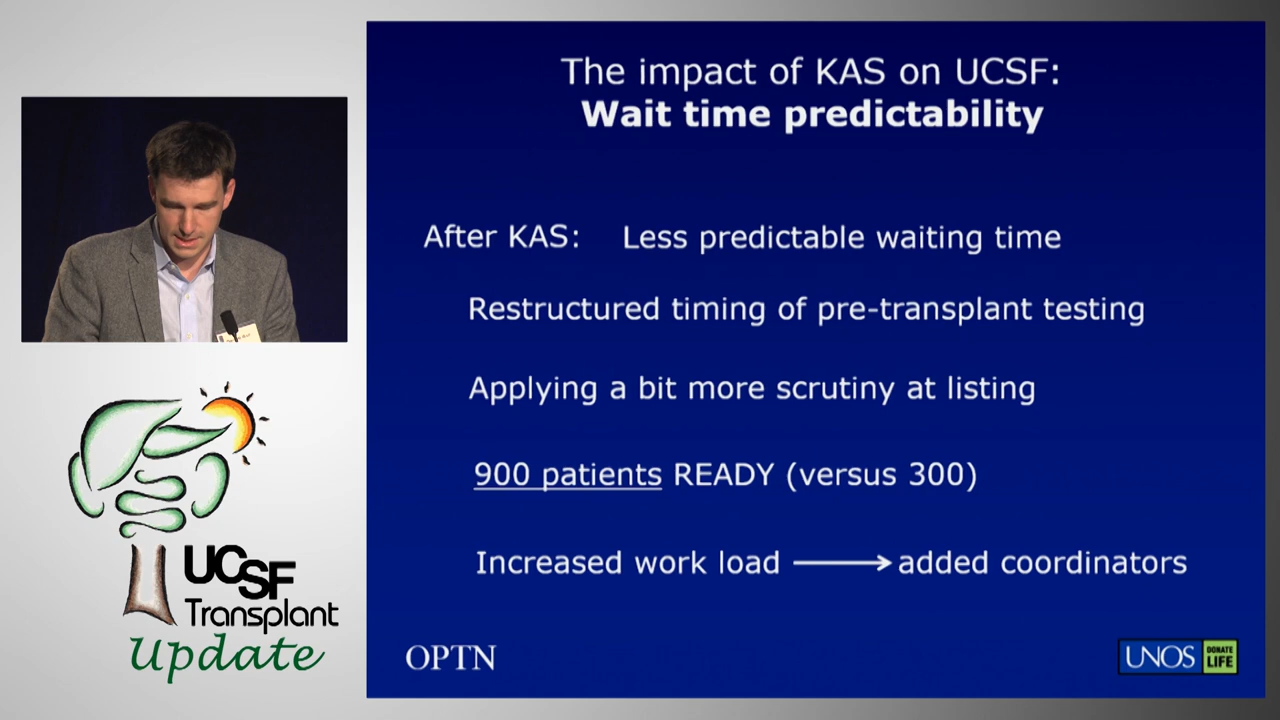 The impact of KAS on UCSF:
Wait time predictability
After KAS: Less predictable waiting time
Restructured timing of pre-transplant testing
Applying a bit more scrutiny at listing
900 patients READY (versus 300)
Increased work load → added coordinators
OPTN
UNOS
DONATE
LIFE
UCSF
Transplant
Update